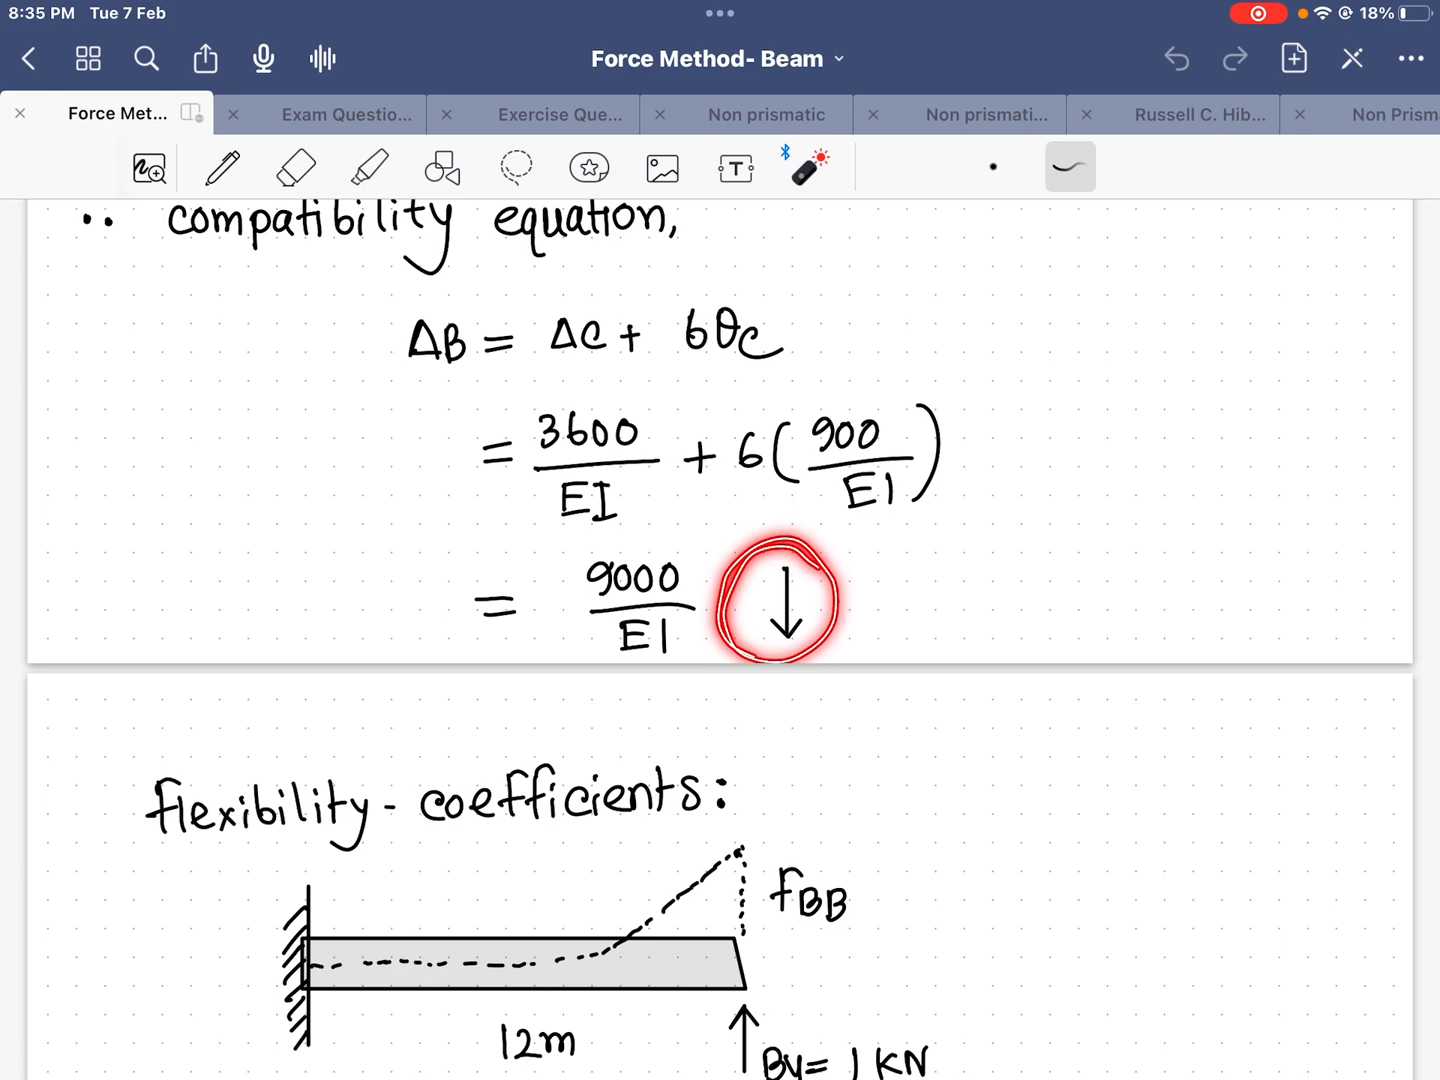 8:35 PM Tue 7 Feb
18%
Force Method- Beam
Force Met...
Exam Questio...
Exercise Que...
Non prismatic
Non prismati...
Russell C. Hib...
Non Prism
compatibility equation,
ΔB = ΔC + 6θc
= 3600/EI + 6(900/EI)
= 9000/EI ↓
flexibility - coefficients:
fBB
12m
By = 1 KN